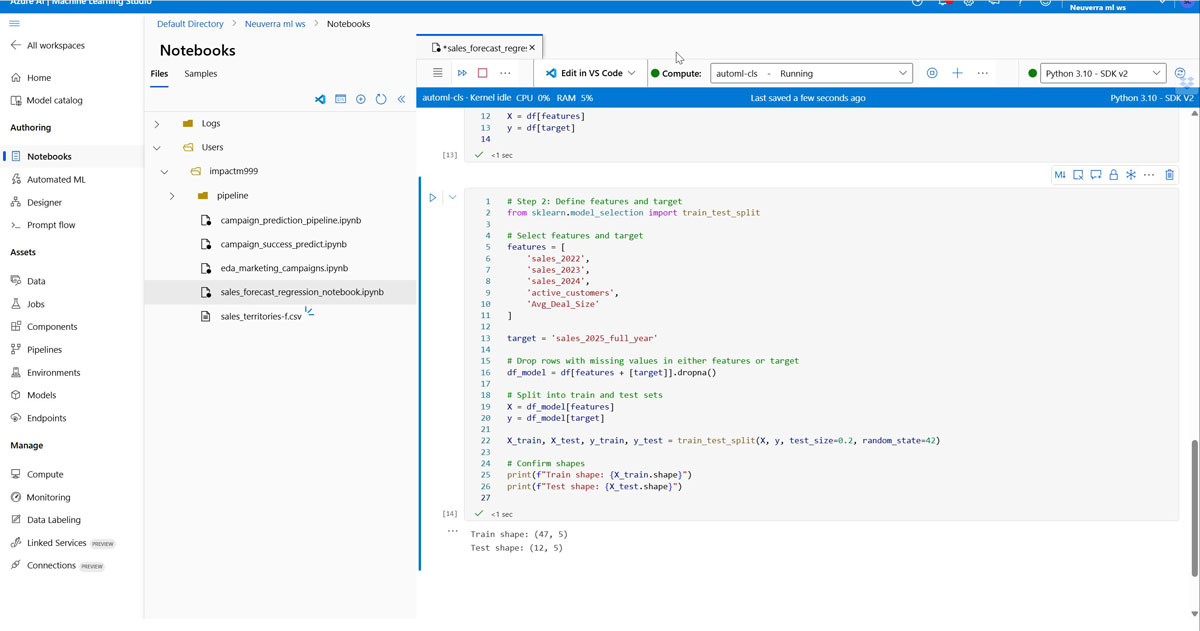 Azure AI | Machine Learning Studio
Neuverra ml ws
Default Directory > Neuverra ml ws > Notebooks
All workspaces
Home
Model catalog
Authoring
Notebooks
Automated ML
Designer
Prompt flow
Assets
Data
Jobs
Components
Pipelines
Environments
Models
Endpoints
Manage
Compute
Monitoring
Data Labeling
Linked Services PREVIEW
Connections PREVIEW
Notebooks
Files Samples
Logs
Users
impactm999
pipeline
campaign_prediction_pipeline.ipynb
campaign_success_predict.ipynb
eda_marketing_campaigns.ipynb
sales_forecast_regression_notebook.ipynb
sales_territories-f.csv
*sales_forecast_regre:
Edit in VS Code Compute: automl-cls - Running Python 3.10 - SDK v2
automl-cls · Kernel idle CPU 0% RAM 5% Last saved a few seconds ago Python 3.10 - SDK V2
12 X = df[features]
13 y = df[target]
14
[13] <1 sec
M↓
1 # Step 2: Define features and target
2 from sklearn.model_selection import train_test_split
3
4 # Select features and target
5 features = [
6 'sales_2022',
7 'sales_2023',
8 'sales_2024',
9 'active_customers',
10 'Avg_Deal_Size'
11 ]
12
13 target = 'sales_2025_full_year'
14
15 # Drop rows with missing values in either features or target
16 df_model = df[features + [target]].dropna()
17
18 # Split into train and test sets
19 X = df_model[features]
20 y = df_model[target]
21
22 X_train, X_test, y_train, y_test = train_test_split(X, y, test_size=0.2, random_state=42)
23
24 # Confirm shapes
25 print(f"Train shape: {X_train.shape}")
26 print(f"Test shape: {X_test.shape}")
27
[14] <1 sec
Train shape: (47, 5)
Test shape: (12, 5)